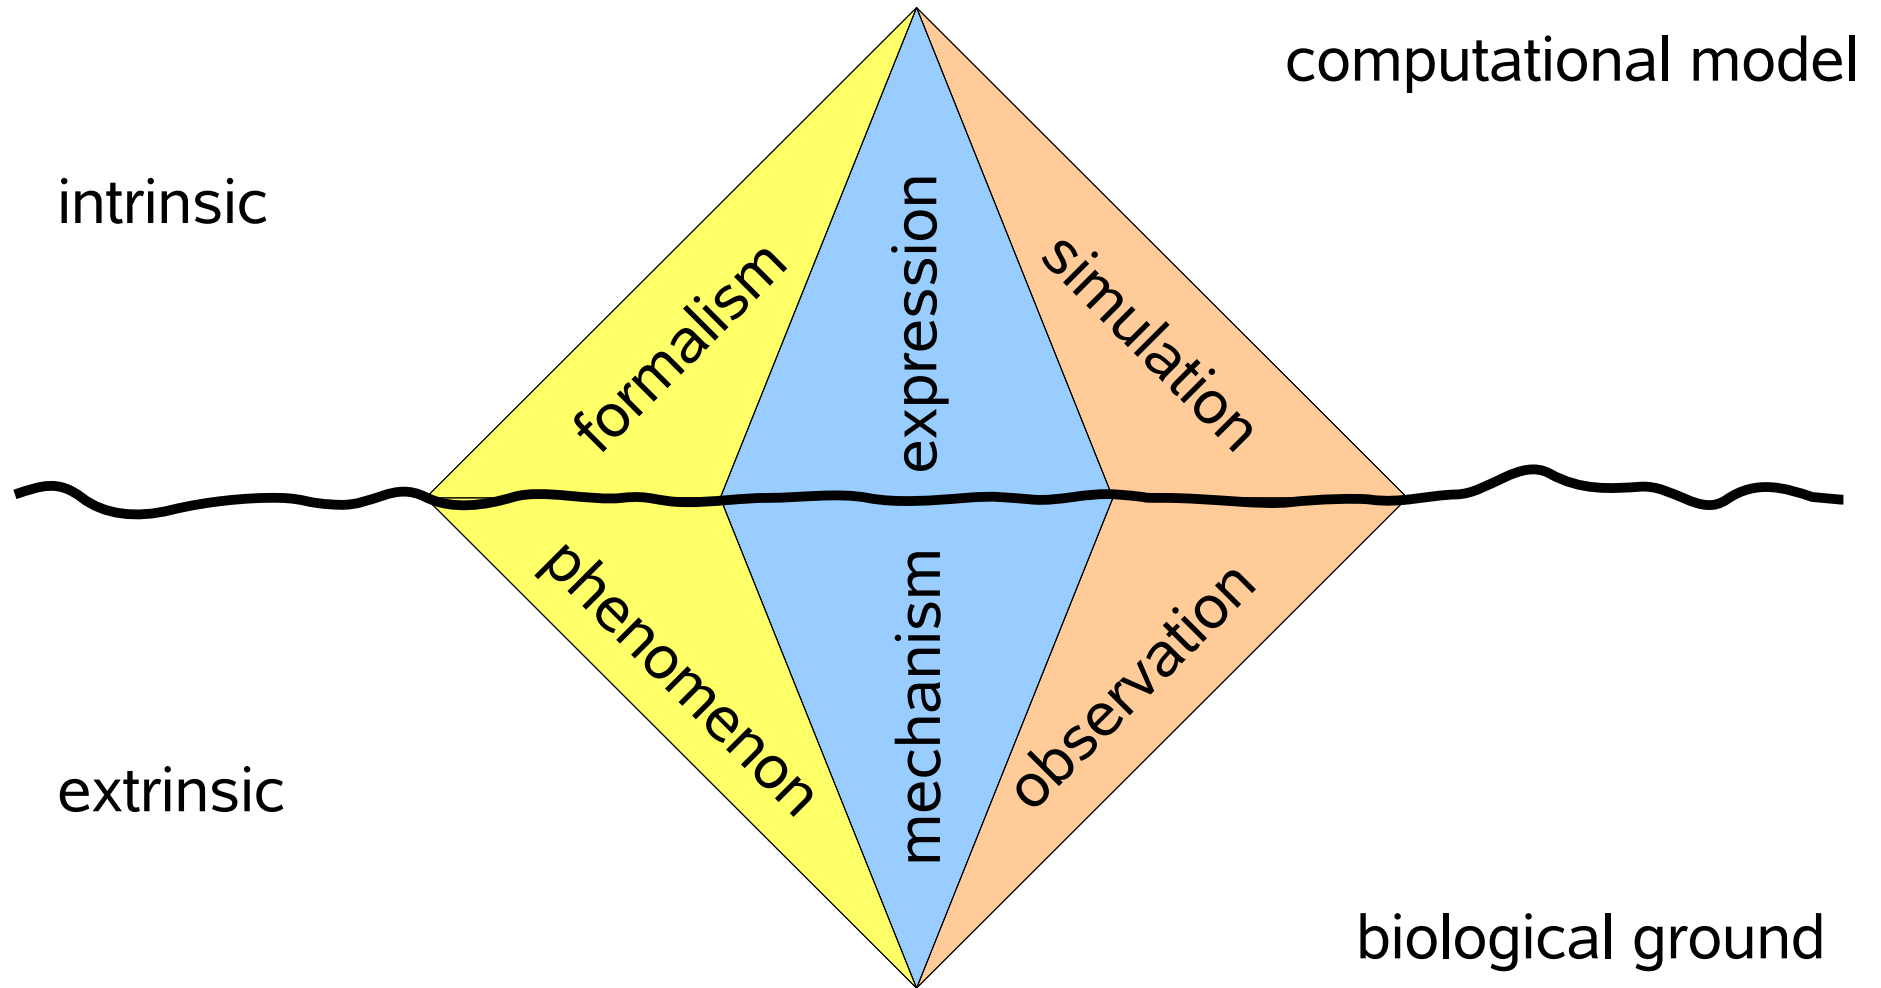 computational model
intrinsic
formalism
expression
simulation
phenomenon
mechanism
observation
extrinsic
biological ground